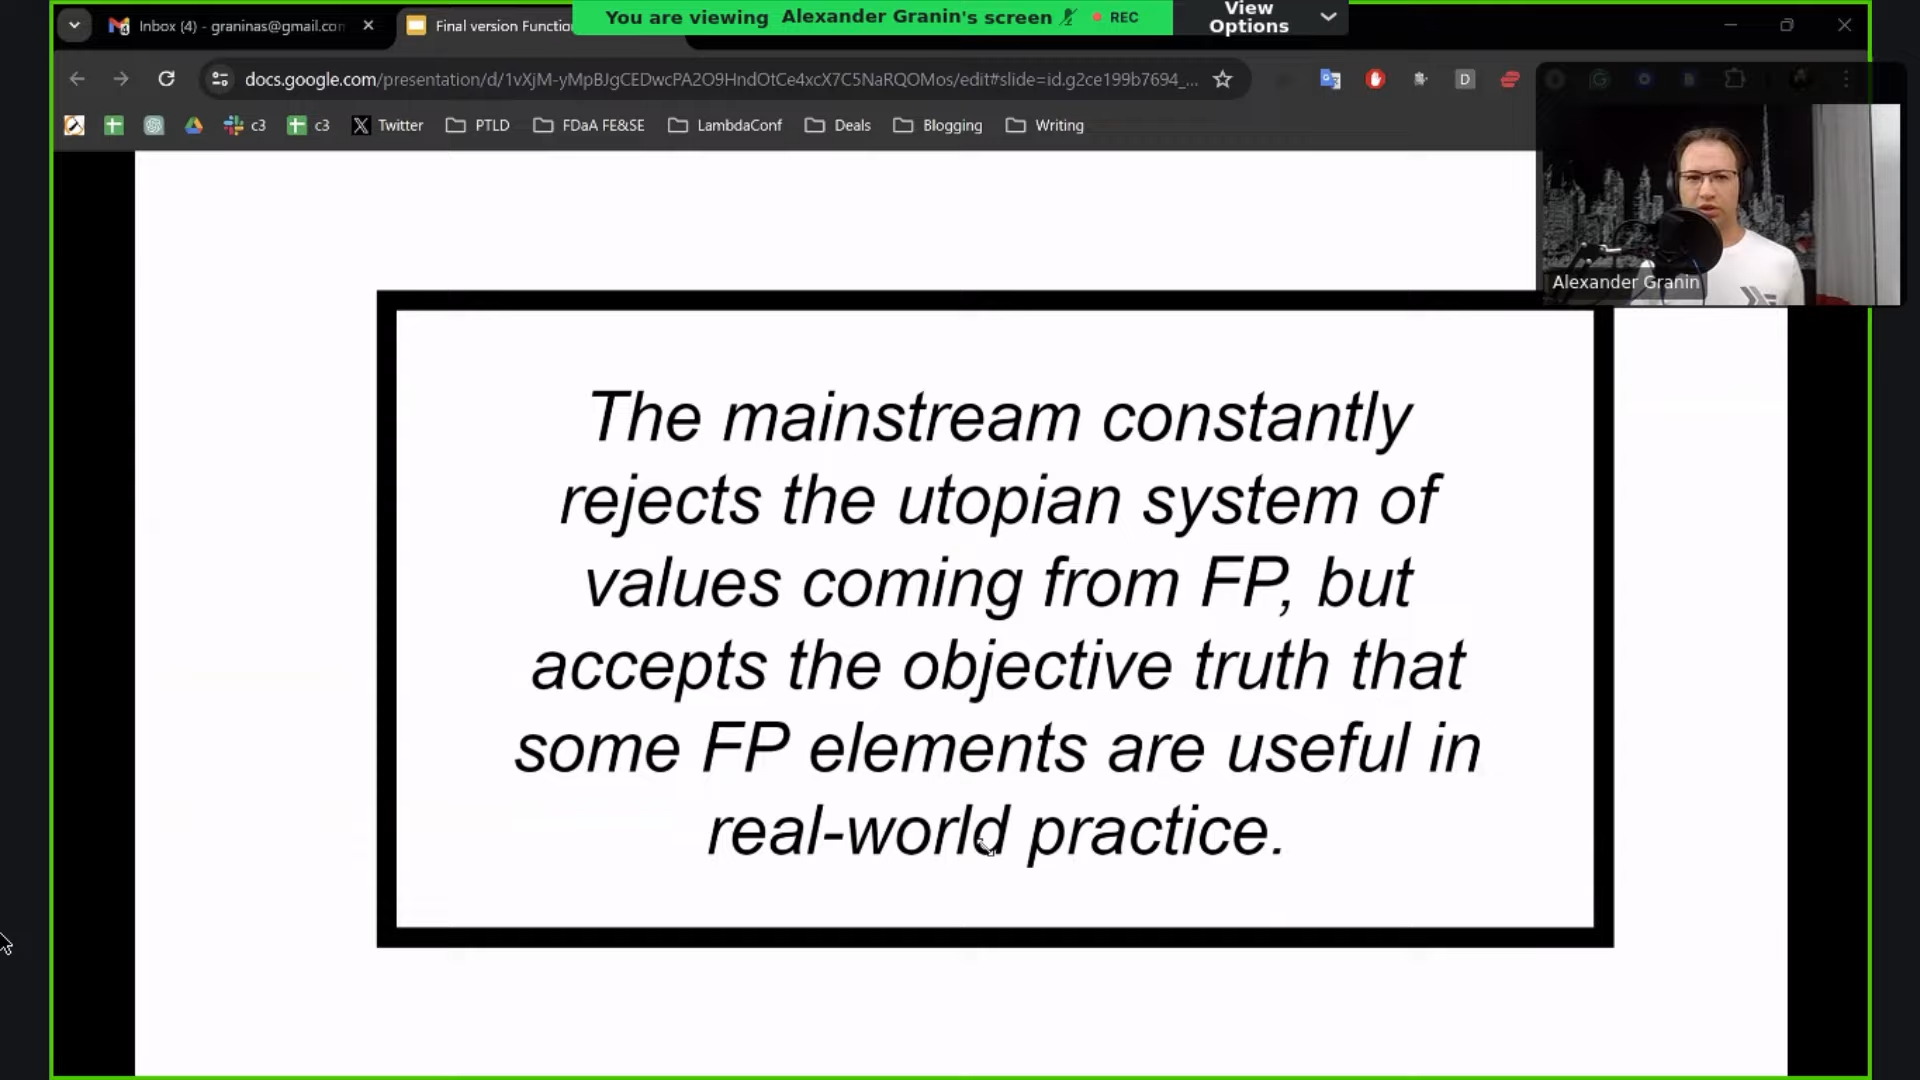 Inbox (4) - graninas@gmail.con
Final version Functio
You are viewing Alexander Granin's screen REC
View
Options
docs.google.com/presentation/d/1vXjM-yMpBJgCEDwcPA2O9HndOtCe4xcX7C5NaRQOMos/edit#slide=id.g2ce199b7694_...
D
c3
c3
Twitter
PTLD
FDaA FE&SE
LambdaConf
Deals
Blogging
Writing
Alexander Granin
The mainstream constantly
rejects the utopian system of
values coming from FP, but
accepts the objective truth that
some FP elements are useful in
real-world practice.